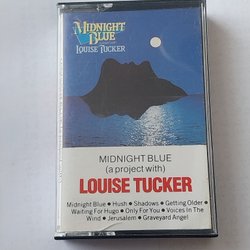 MIDNIGHT
BLUE
LOUISE TUCKER
MIDNIGHT BLUE
(a project with)
LOUISE TUCKER
Midnight Blue • Hush • Shadows • Getting Older •
Waiting For Hugo • Only For You • Voices In The
Wind • Jerusalem • Graveyard Angel